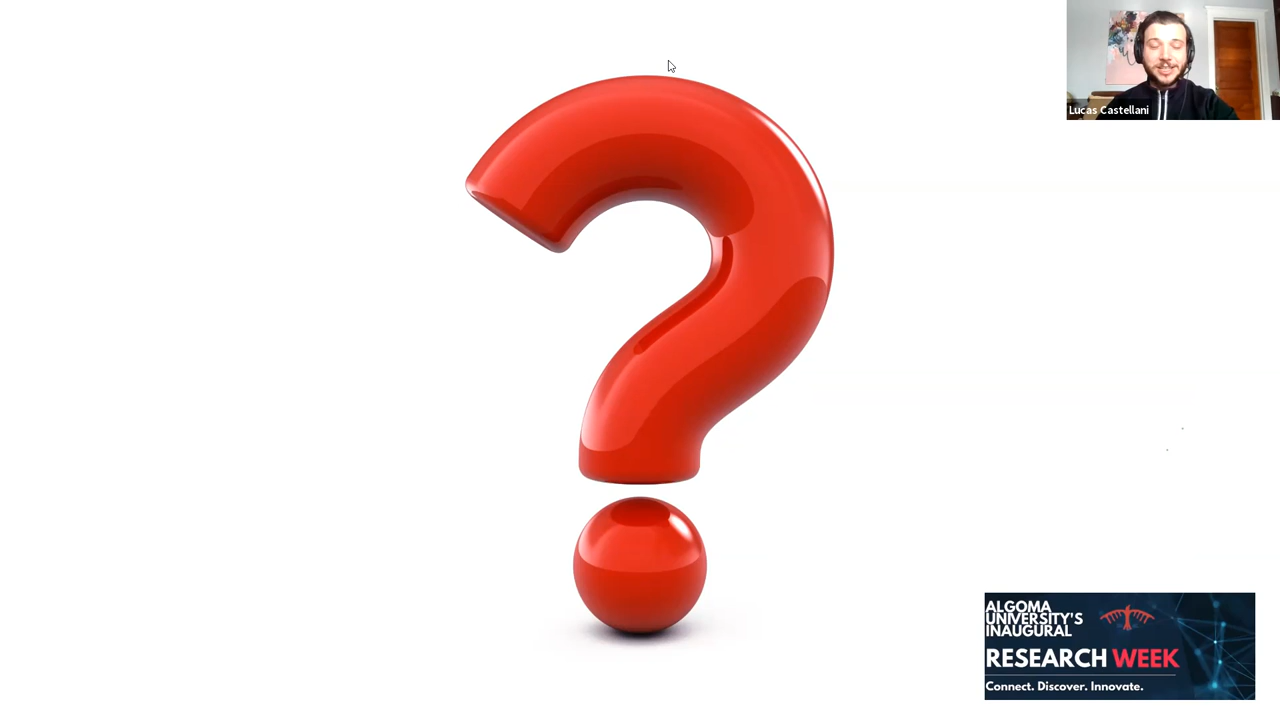 ?
Lucas Castellani
ALGOMA
UNIVERSITY'S
INAUGURAL
RESEARCH WEEK
Connect. Discover. Innovate.